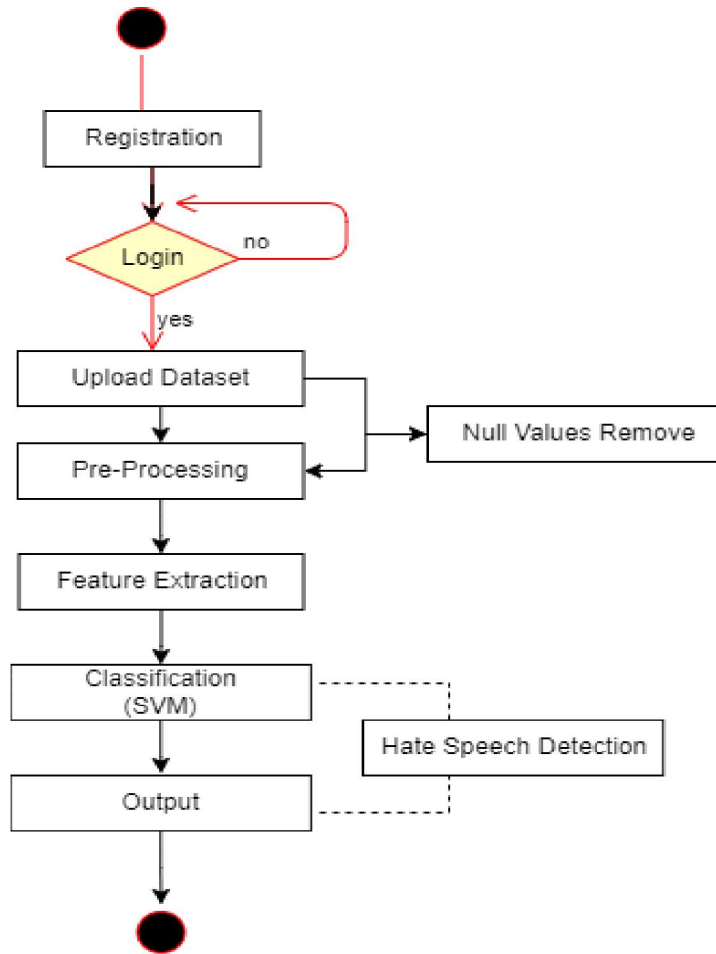 Registration
Login
no
yes
Upload Dataset
Null Values Remove
Pre-Processing
Feature Extraction
Classification
(SVM)
Hate Speech Detection
Output